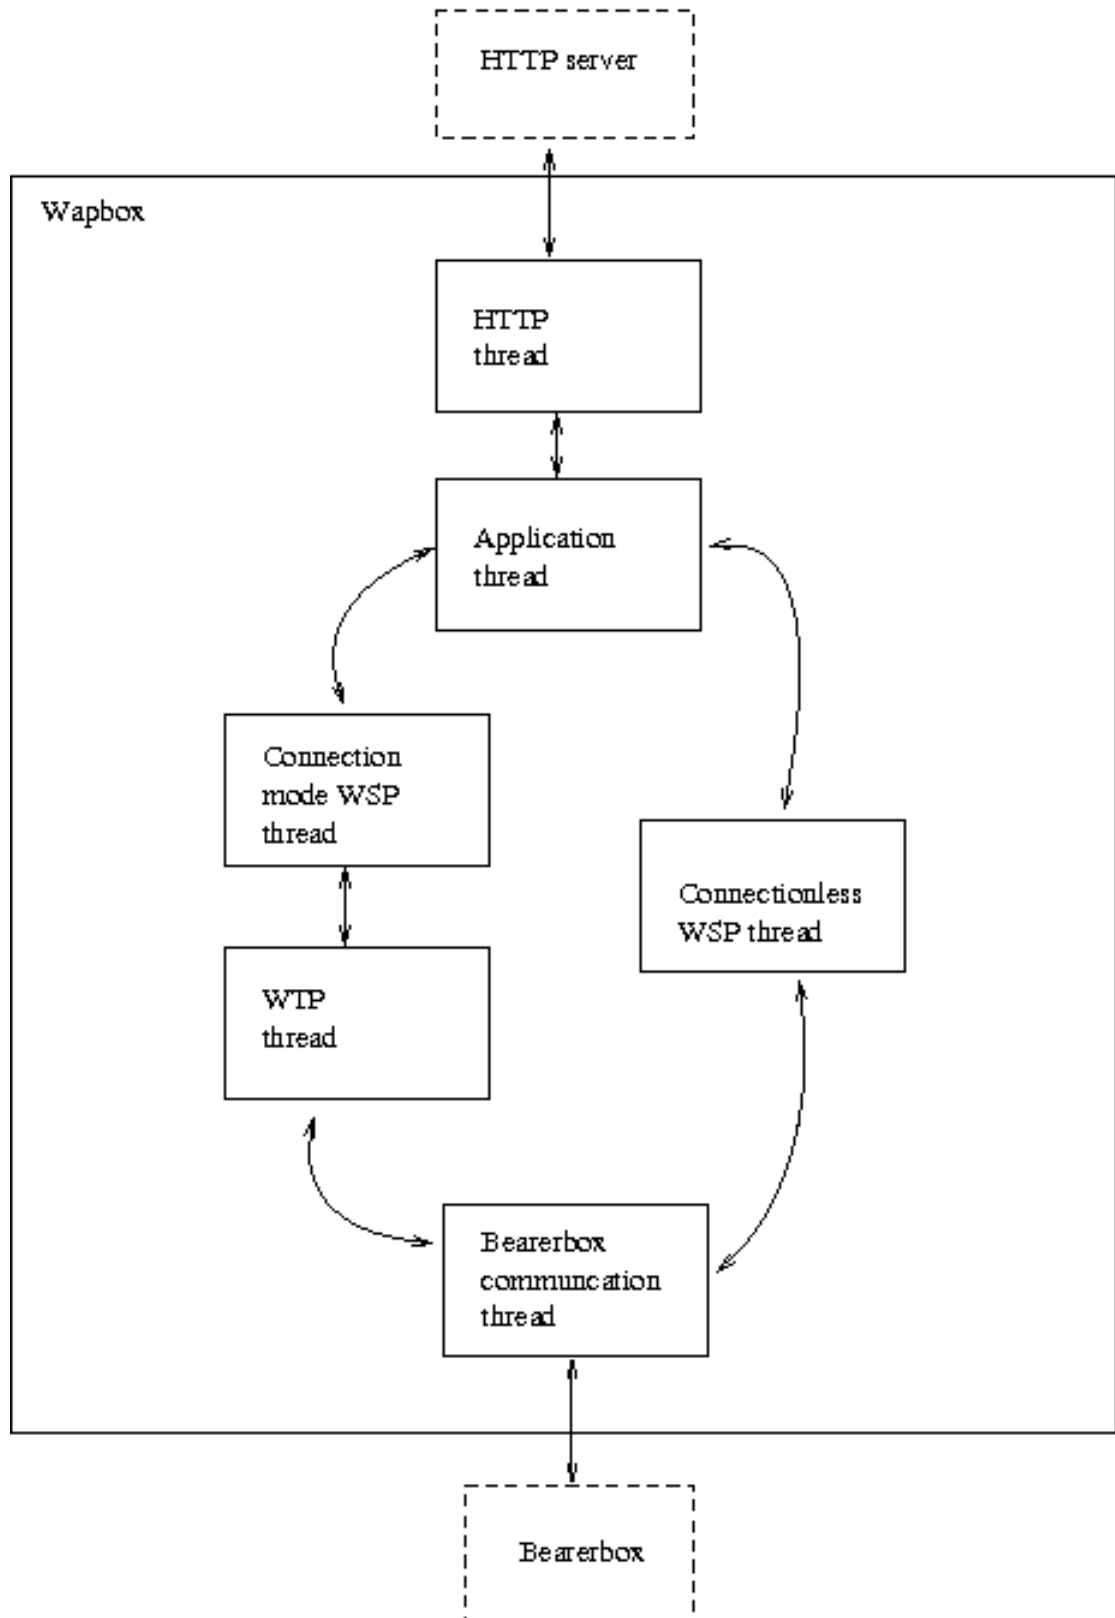 HTTP server
Wapbox
HTTP
thread
Application
thread
Connection
mode WSP
thread
Connectionless
WSP thread
WTP
thread
Bearerbox
communcation
thread
Bearerbox